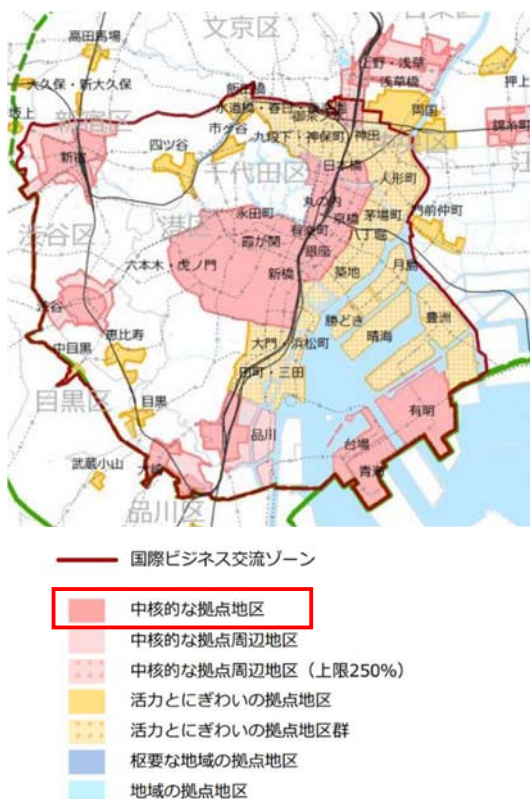 文京区
高田馬場
上野・浅草
浅草橋
押上
大久保・新大久保
飯田橋
両国
錦糸町
坂上
市ヶ谷
九段下・神保町
神田
新宿
四ツ谷
千代田区
日本橋
人形町
丸の内
永田町
京橋
茅場町
門前仲町
霞が関
有楽町
八丁堀
渋谷区
港区
六本木・虎ノ門
新橋
銀座
築地
月島
渋谷
勝どき
豊洲
恵比寿
大門
浜松町
晴海
中目黒
田町・三田
目黒区
目黒
有明
品川
台場
武蔵小山
大崎
青海
品川区
国際ビジネス交流ゾーン
中核的な拠点地区
中核的な拠点周辺地区
中核的な拠点周辺地区（上限250%）
活力とにぎわいの拠点地区
活力とにぎわいの拠点地区群
枢要な地域の拠点地区
地域の拠点地区